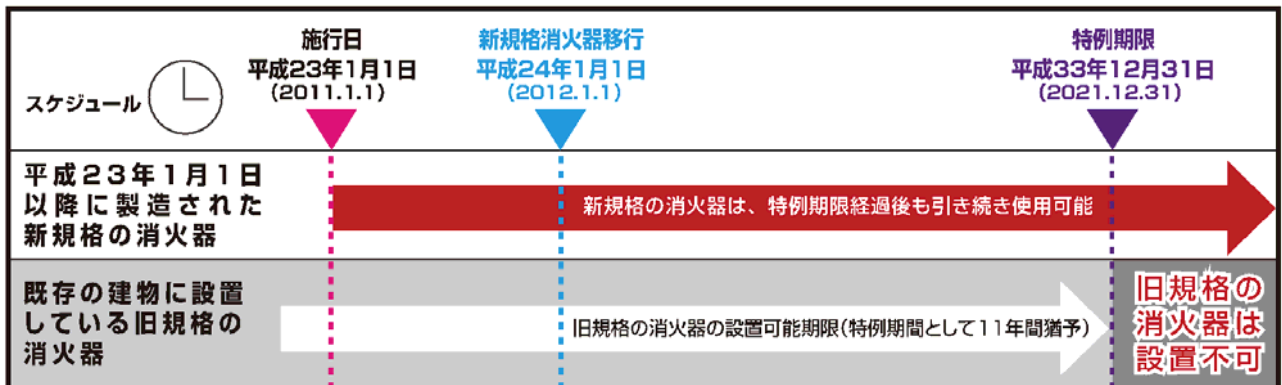 スケジュール
施行日
平成23年1月1日
(2011.1.1)
新規格消火器移行
平成24年1月1日
(2012.1.1)
特例期限
平成33年12月31日
(2021.12.31)
平成23年1月1日
以降に製造された
新規格の消火器
新規格の消火器は、特例期限経過後も引き続き使用可能
既存の建物に設置
している旧規格の
消火器
旧規格の消火器の設置可能期限(特例期間として11年間猶予)
旧規格の
消火器は
設置不可